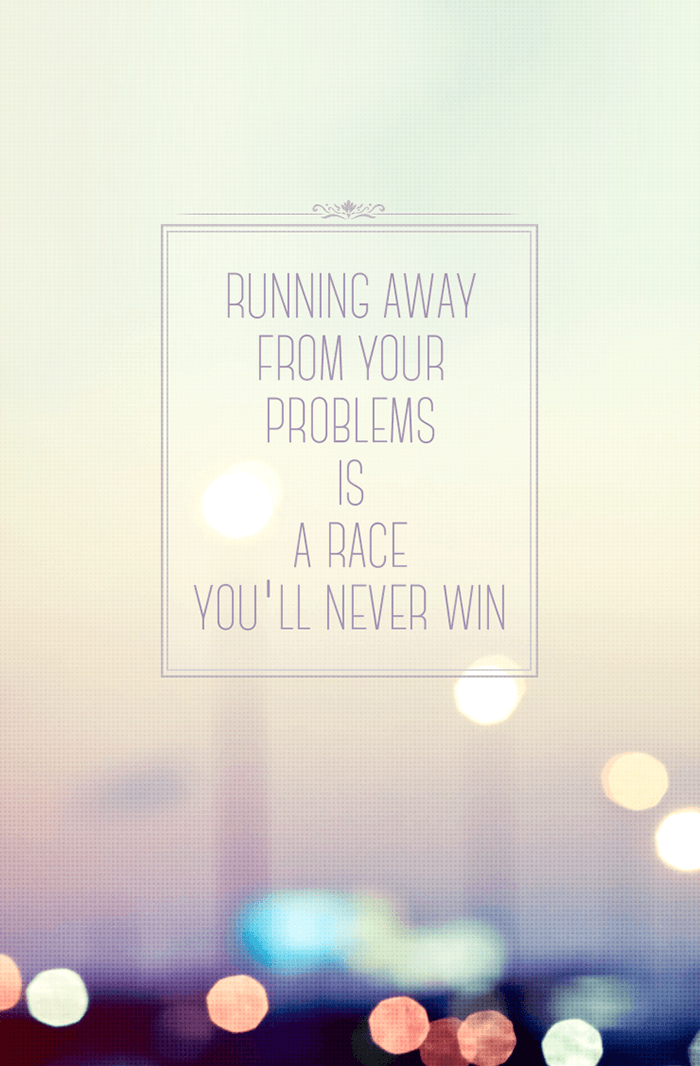 RUNNING AWAY
FROM YOUR
PROBLEMS
IS
A RACE
YOU'LL NEVER WIN